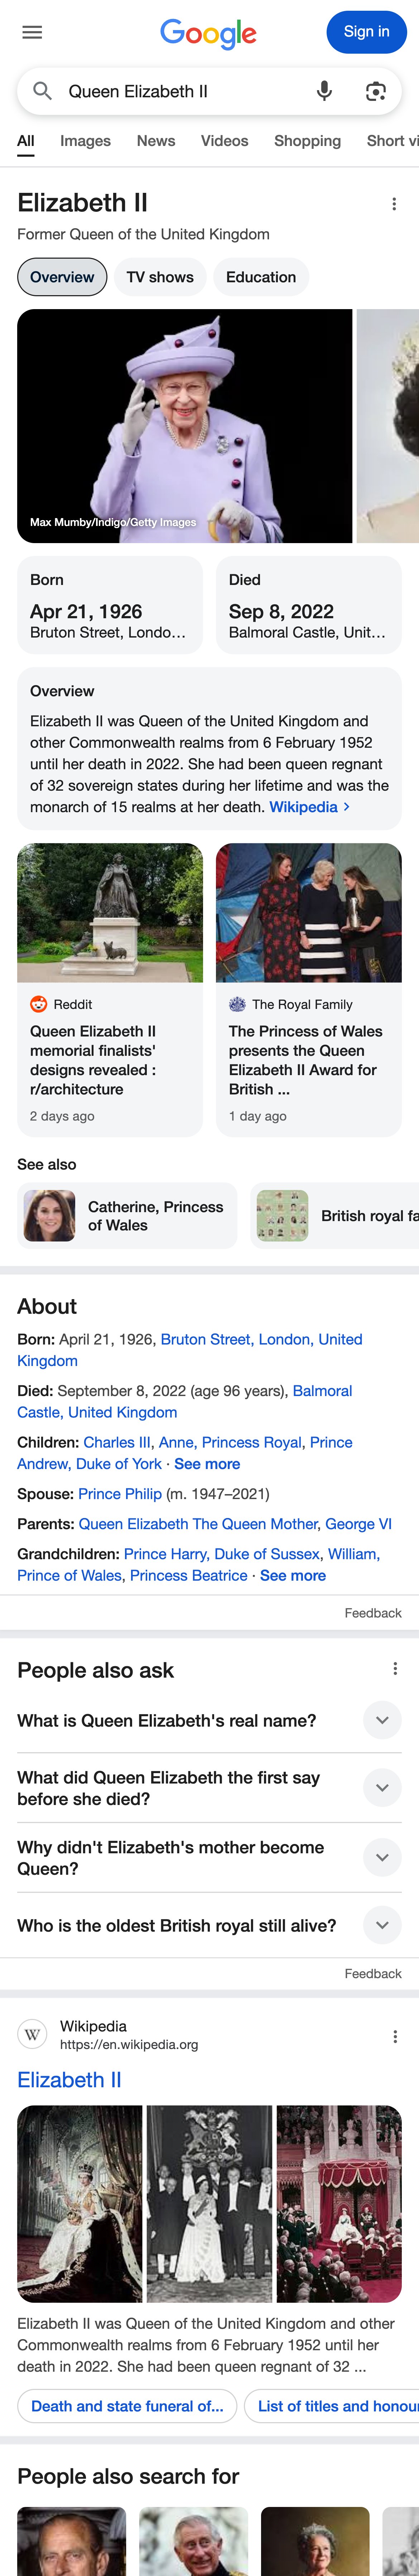 Google
Sign in
Queen Elizabeth II
All Images News Videos Shopping Short vi
Elizabeth II
Former Queen of the United Kingdom
Overview TV shows Education
Max Mumby/Indigo/Getty Images
Born
Apr 21, 1926
Bruton Street, Londo...
Died
Sep 8, 2022
Balmoral Castle, Unit...
Overview
Elizabeth II was Queen of the United Kingdom and
other Commonwealth realms from 6 February 1952
until her death in 2022. She had been queen regnant
of 32 sovereign states during her lifetime and was the
monarch of 15 realms at her death. Wikipedia
Reddit
Queen Elizabeth II
memorial finalists'
designs revealed :
r/architecture
2 days ago
The Royal Family
The Princess of Wales
presents the Queen
Elizabeth II Award for
British ...
1 day ago
See also
Catherine, Princess
of Wales
British royal fa
About
Born: April 21, 1926, Bruton Street, London, United
Kingdom
Died: September 8, 2022 (age 96 years), Balmoral
Castle, United Kingdom
Children: Charles III, Anne, Princess Royal, Prince
Andrew, Duke of York · See more
Spouse: Prince Philip (m. 1947–2021)
Parents: Queen Elizabeth The Queen Mother, George VI
Grandchildren: Prince Harry, Duke of Sussex, William,
Prince of Wales, Princess Beatrice · See more
Feedback
People also ask
What is Queen Elizabeth's real name?
What did Queen Elizabeth the first say
before she died?
Why didn't Elizabeth's mother become
Queen?
Who is the oldest British royal still alive?
Feedback
W
Wikipedia
https://en.wikipedia.org
Elizabeth II
Elizabeth II was Queen of the United Kingdom and other
Commonwealth realms from 6 February 1952 until her
death in 2022. She had been queen regnant of 32 ...
Death and state funeral of... List of titles and honou
People also search for